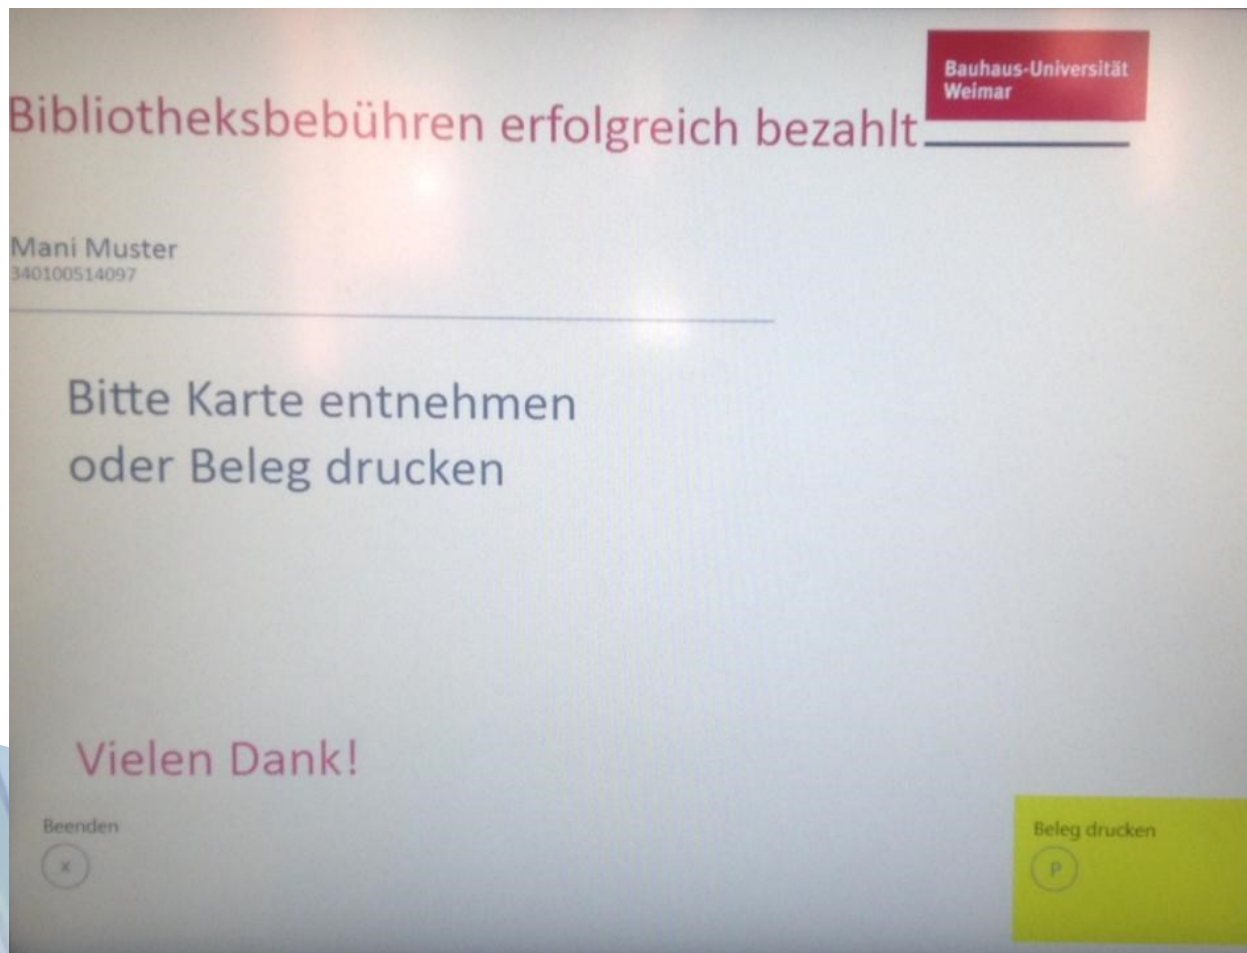 Bauhaus-Universität
Weimar
Bibliotheksbebühren erfolgreich bezahlt
Mani Muster
340100514097
Bitte Karte entnehmen
oder Beleg drucken
Vielen Dank!
Beenden
X
Beleg drucken
P